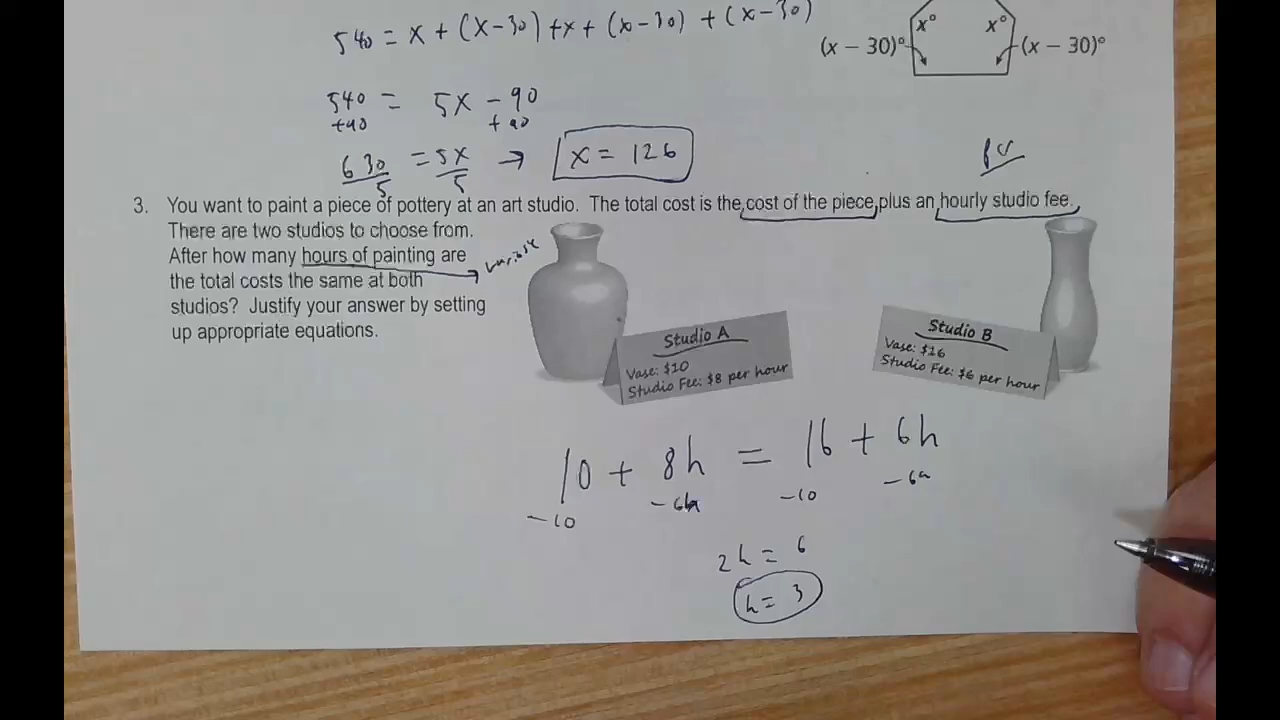 540 = x + (x-30) + x + (x-30) + (x-30)
x° x°
(x – 30)° (x – 30)°
540 = 5x - 90
+90 +90
630 = 5x → x = 126
5 5
3. You want to paint a piece of pottery at an art studio. The total cost is the cost of the piece plus an hourly studio fee.
There are two studios to choose from.
After how many hours of painting are
the total costs the same at both
studios? Justify your answer by setting
up appropriate equations.
Studio A
Vase: $10
Studio Fee: $8 per hour
Studio B
Vase: $16
Studio Fee: $6 per hour
10 + 8h = 16 + 6h
-10 -6h -10 -6h
2h = 6
h = 3